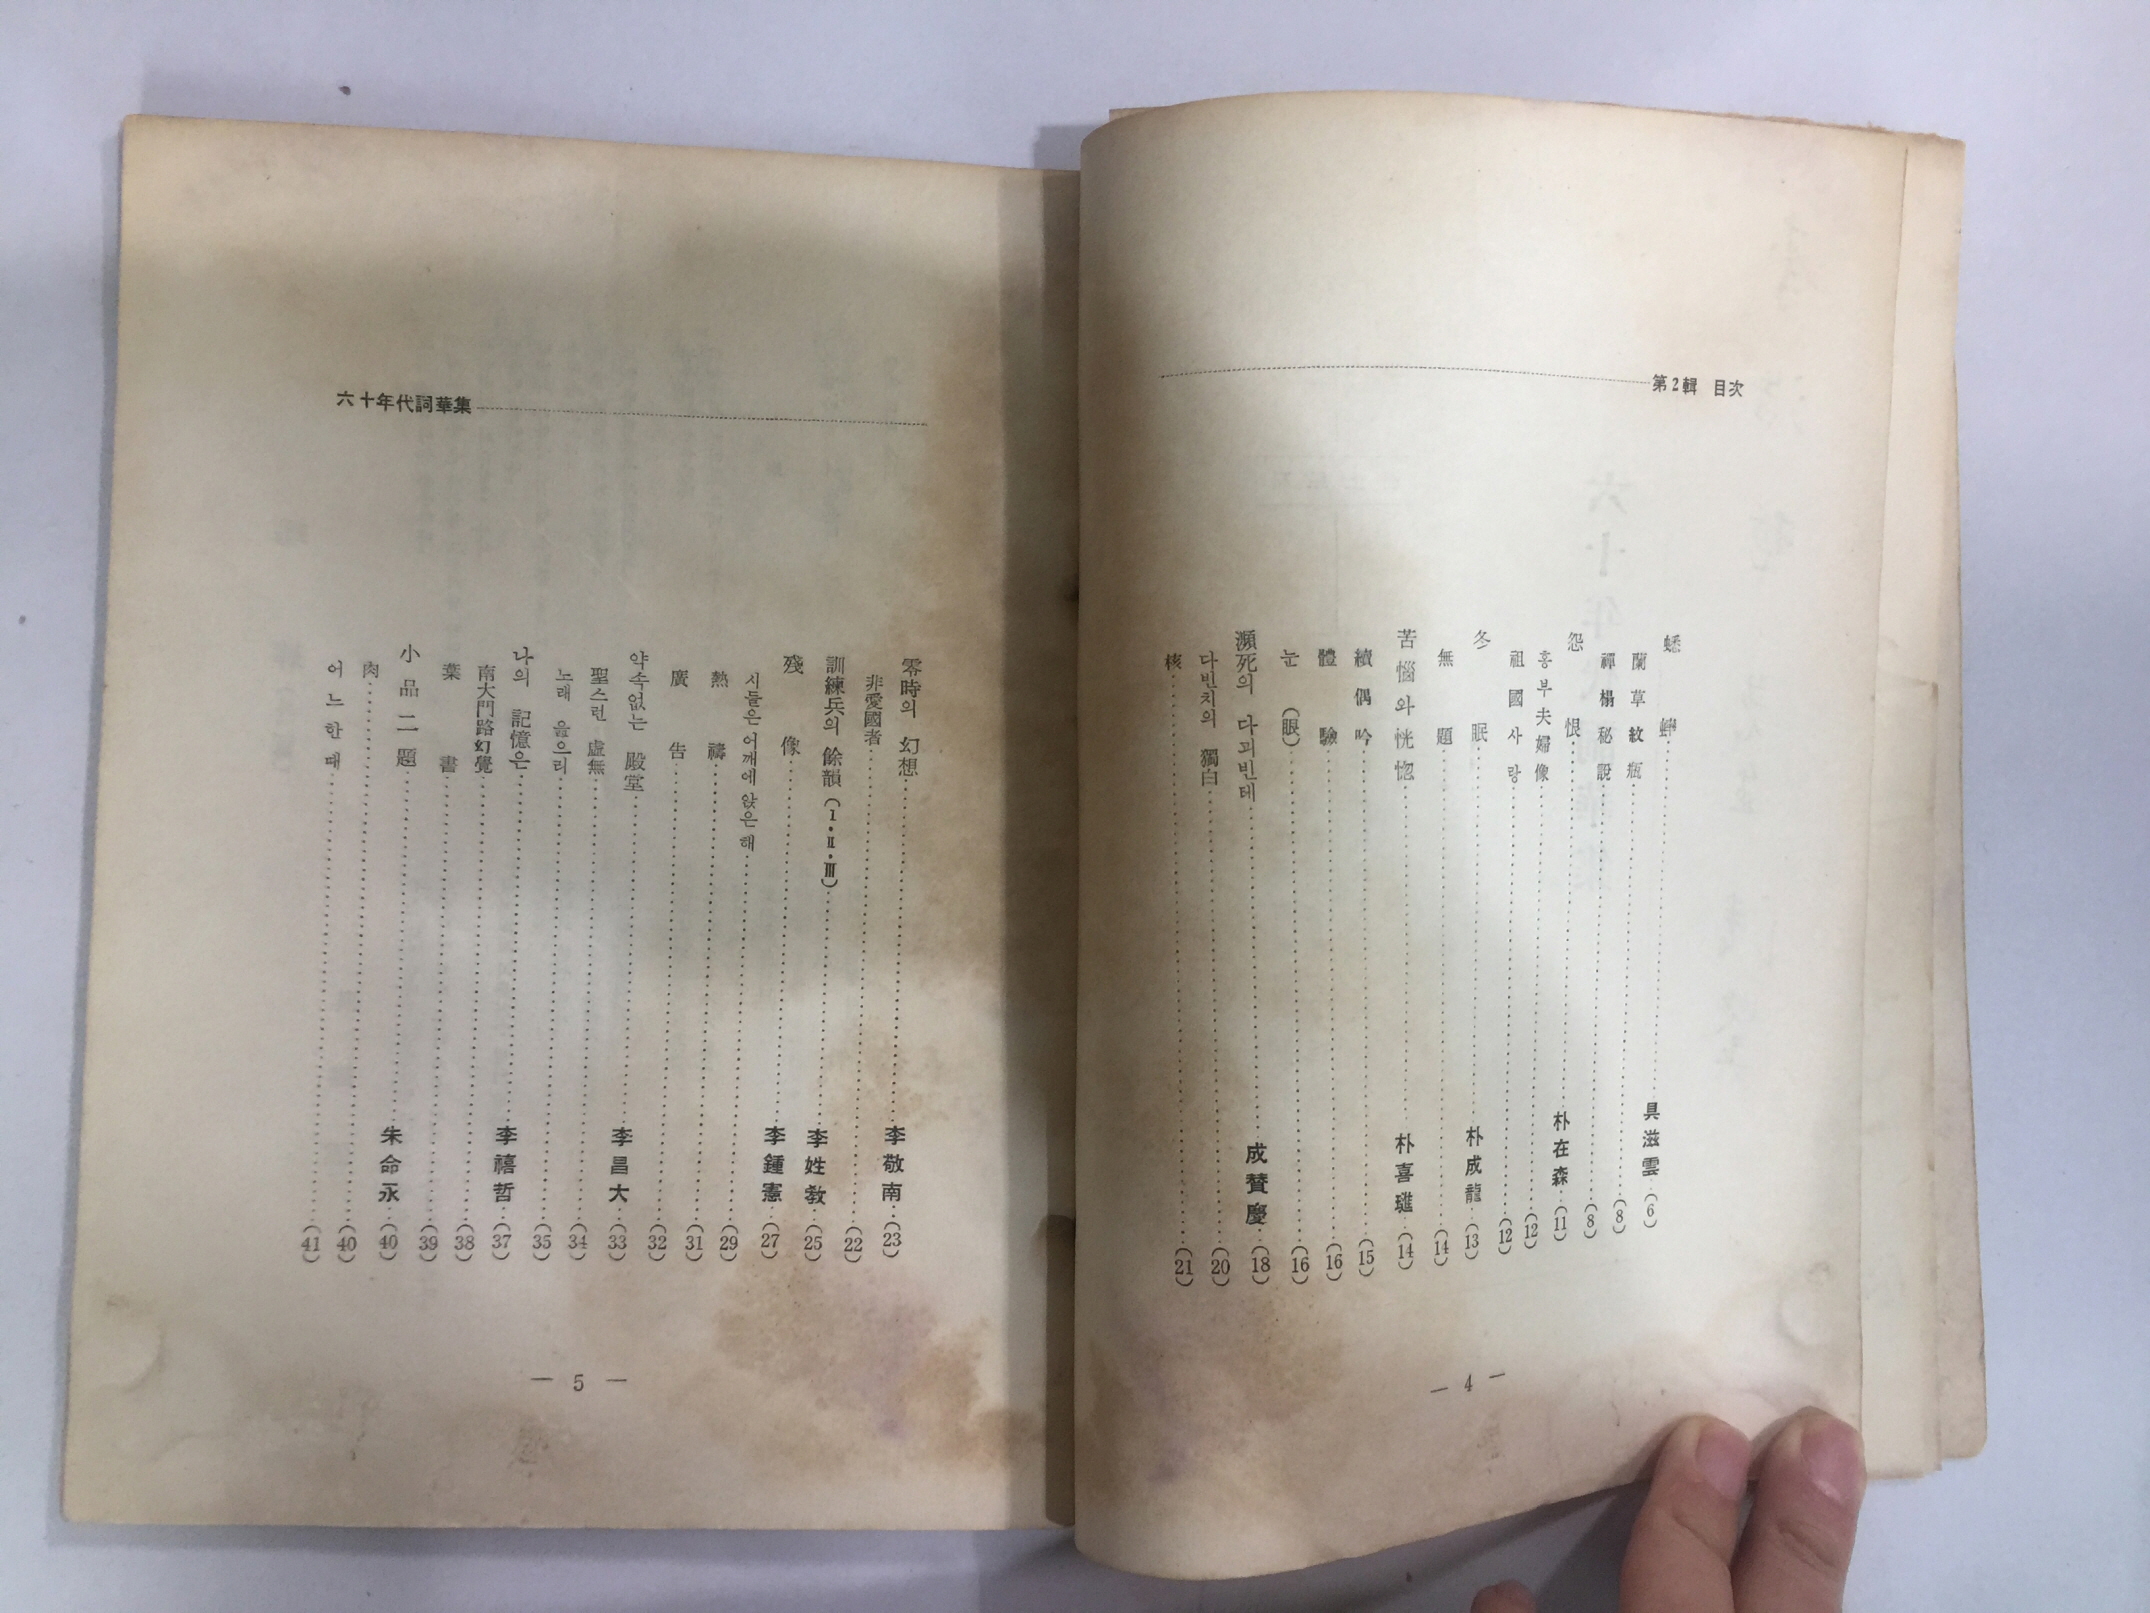 第2輯 目次
蟋蟀 具滋雲 (6)
蘭草紋瓶 (8)
禪榻秘說 (8)
怨恨 朴在森 (11)
흥부夫婦像 (12)
祖國사랑 (12)
冬眠 朴成龍 (13)
無題 (14)
苦惱와 恍惚 朴喜璡 (14)
續偶吟 (15)
體驗 (16)
눈(眼) (16)
瀕死의 다긔빈테 成賛慶 (18)
다빈치의 獨白 (20)
核 (21)
— 4 —
六十年代詞華集
零時의 幻想 李敬南 (23)
非愛國者 (22)
訓練兵의 餘韻 (Ⅰ・Ⅱ・Ⅲ) 李姓敎 (25)
殘像 李鍾憲 (27)
시들은 어깨에 앉은 해 (29)
熱禱 (31)
廣告 (32)
약속없는 殿堂 李昌大 (33)
聖스런 虛無 (34)
노래 읊으리 (35)
나의 記憶은 李禧哲 (37)
南大門路幻覺 (38)
葉書 (39)
小品二題 朱命永 (40)
肉 (40)
어느한때 (41)
— 5 —